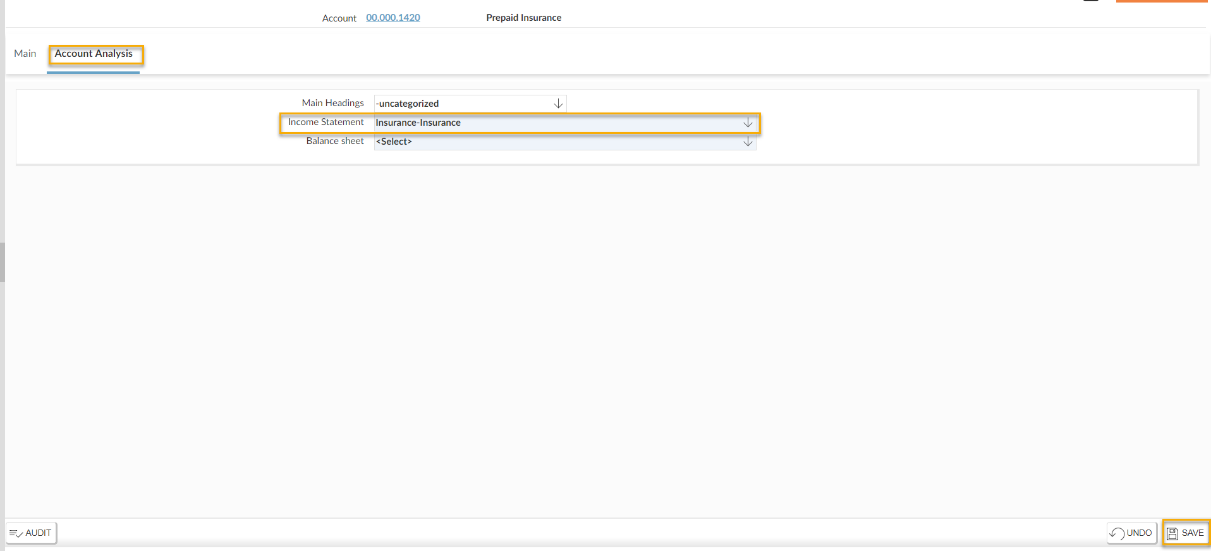 Account 00.000.1420 Prepaid Insurance
Main Account Analysis
Main Headings -uncategorized
Income Statement Insurance-Insurance
Balance sheet <Select>
AUDIT UNDO SAVE